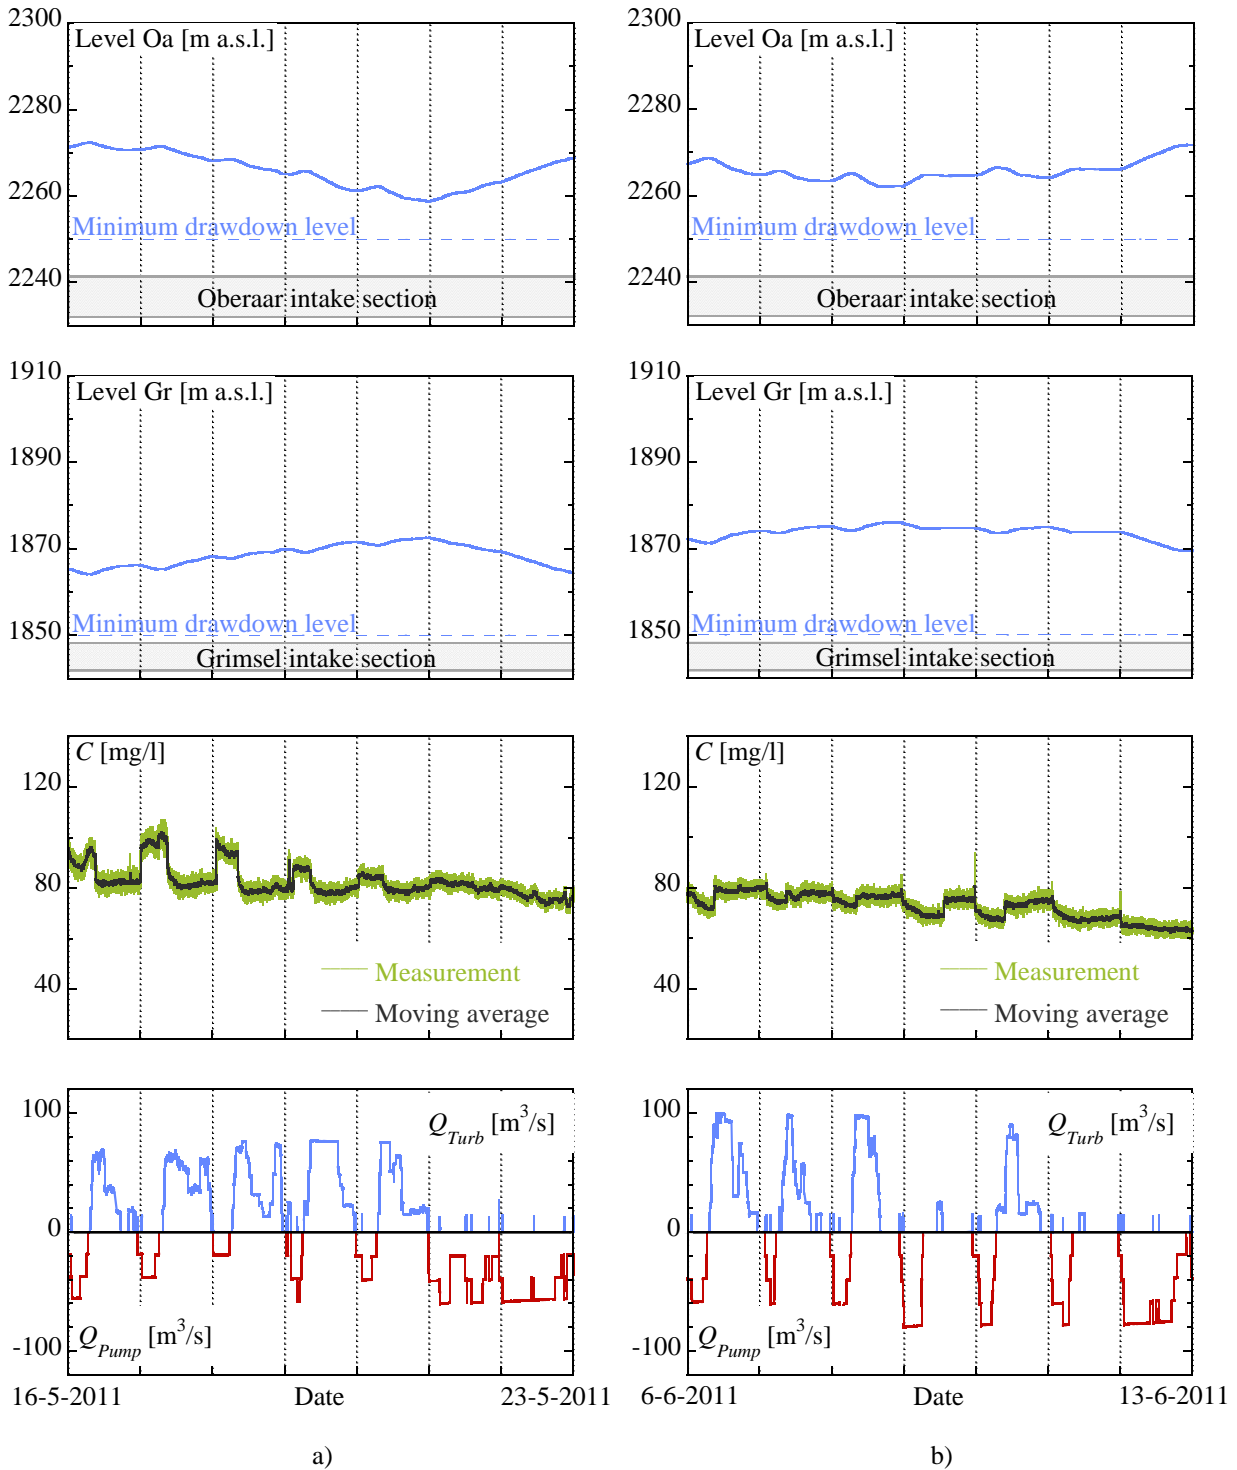 2300
Level Oa [m a.s.l.]
2280
2260
Minimum drawdown level
2240
Oberaar intake section
1910
Level Gr [m a.s.l.]
1890
1870
Minimum drawdown level
1850
Grimsel intake section
C [mg/l]
120
80
Measurement
40
Moving average
100
Q_Turb [m³/s]
0
Q_Pump [m³/s]
-100
16-5-2011 Date 23-5-2011
a)
2300
Level Oa [m a.s.l.]
2280
2260
Minimum drawdown level
2240
Oberaar intake section
1910
Level Gr [m a.s.l.]
1890
1870
Minimum drawdown level
1850
Grimsel intake section
C [mg/l]
120
80
Measurement
40
Moving average
100
Q_Turb [m³/s]
0
Q_Pump [m³/s]
-100
6-6-2011 Date 13-6-2011
b)